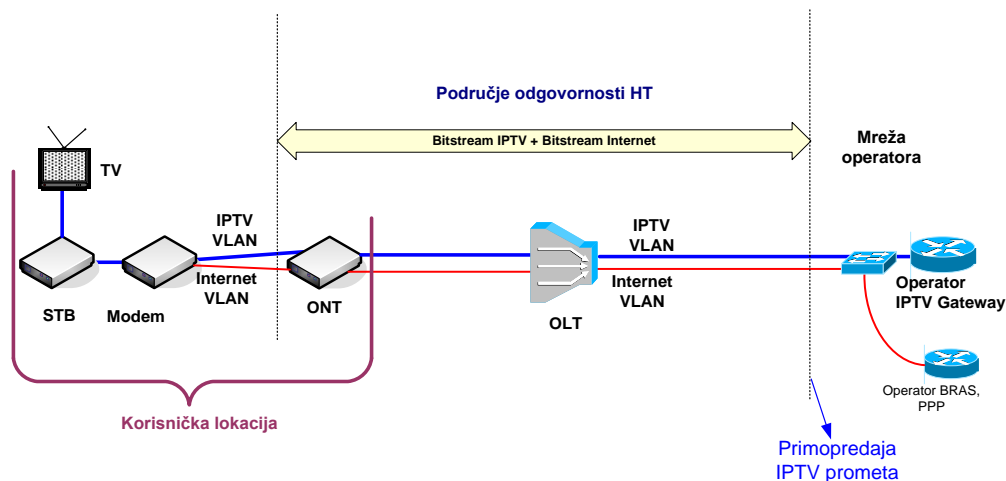 Područje odgovornosti HT
Bitstream IPTV + Bitstream Internet
Mreža
operatora
TV
IPTV
VLAN
Internet
VLAN
STB
Modem
ONT
OLT
IPTV
VLAN
Internet
VLAN
Operator
IPTV Gateway
Operator BRAS,
PPP
Korisnička lokacija
Primopredaja
IPTV prometa